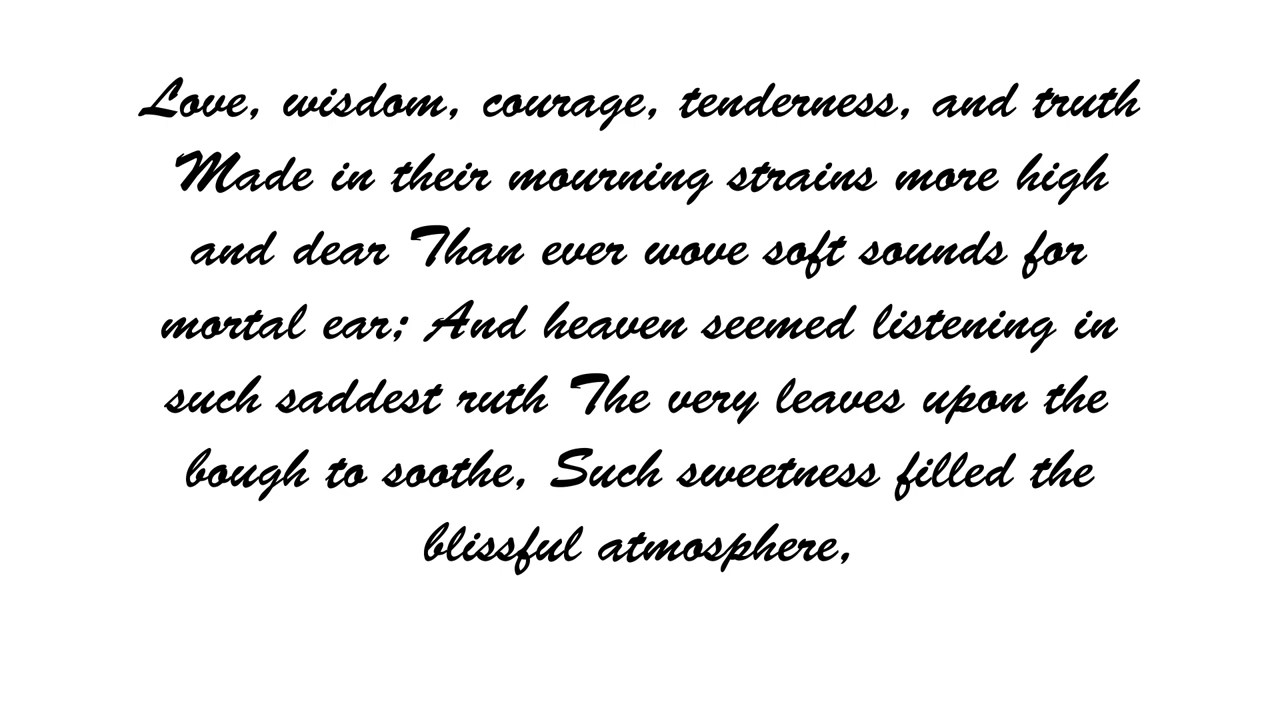 Love, wisdom, courage, tenderness, and truth
Made in their mourning strains more high
and dear Than ever wove soft sounds for
mortal ear; And heaven seemed listening in
such saddest ruth The very leaves upon the
bough to soothe, Such sweetness filled the
blissful atmosphere,